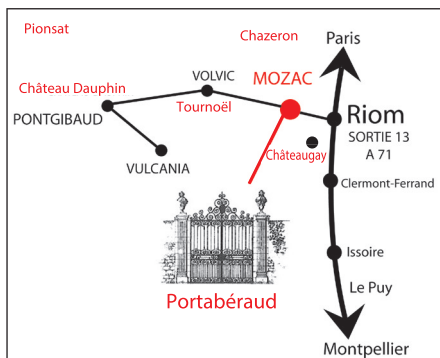 Pionsat
Chazeron
Paris
VOLVIC
MOZAC
Château Dauphin
Tournoël
Riom
PONTGIBAUD
SORTIE 13
A 71
Châteaugay
VULCANIA
Clermont-Ferrand
Issoire
Le Puy
Portabéraud
Montpellier